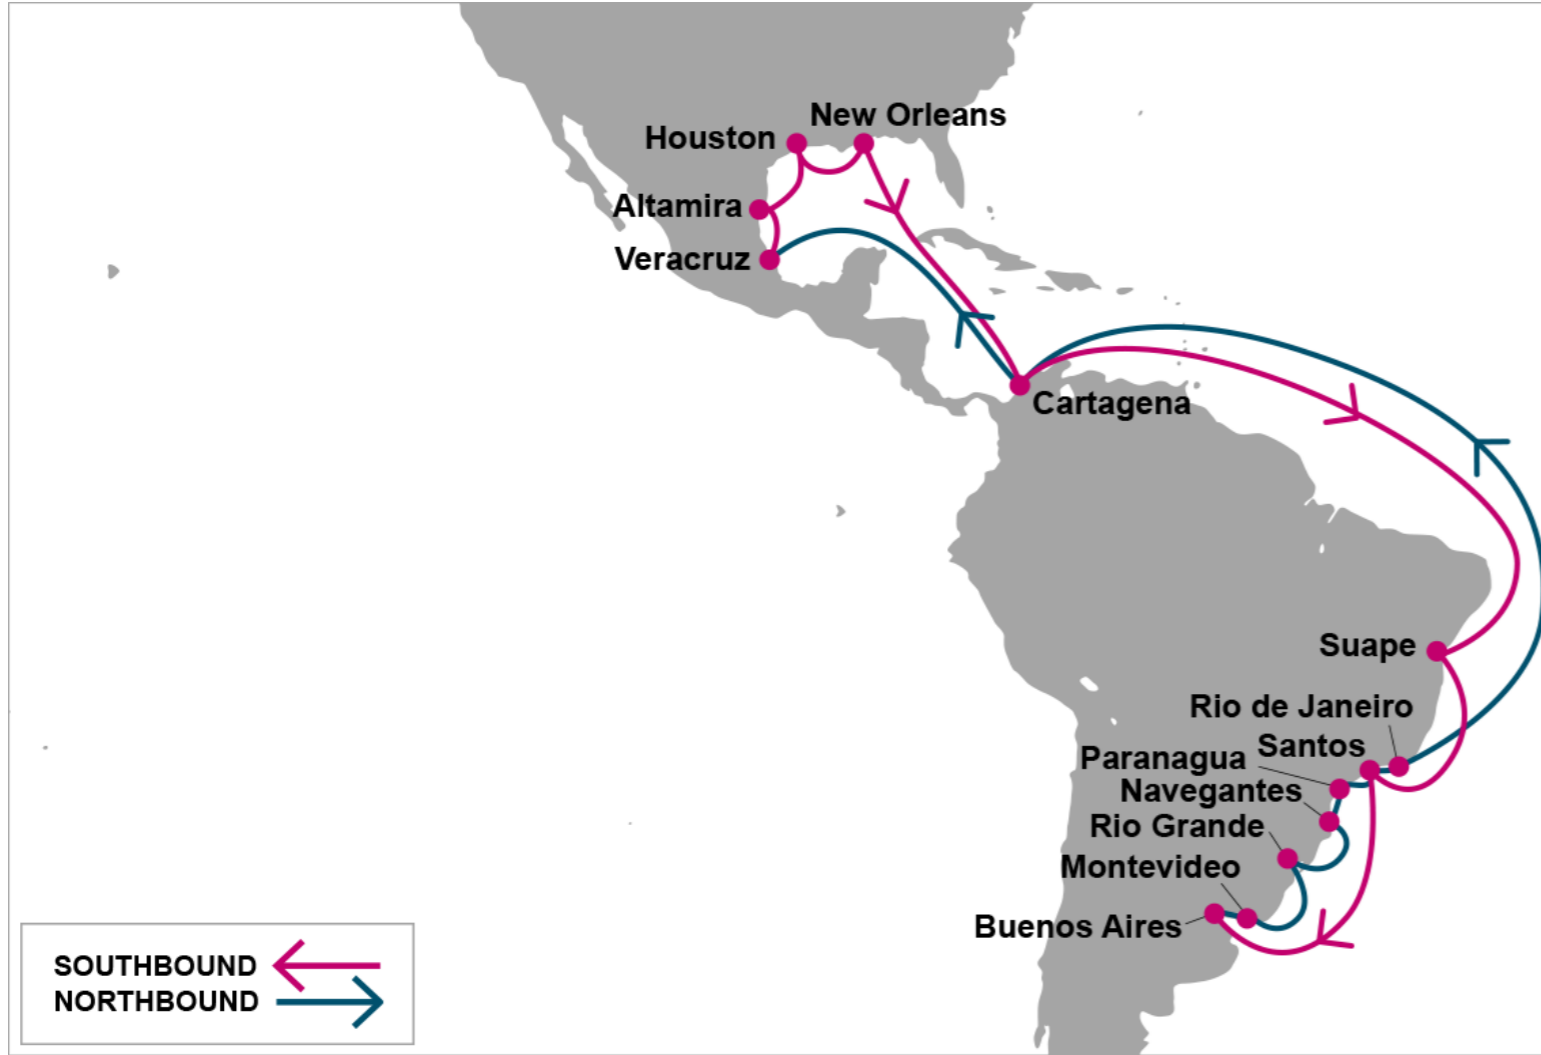 New Orleans
Houston
Altamira
Veracruz
Cartagena
Suape
Rio de Janeiro
Santos
Paranagua
Navegantes
Rio Grande
Montevideo
Buenos Aires
SOUTHBOUND
NORTHBOUND